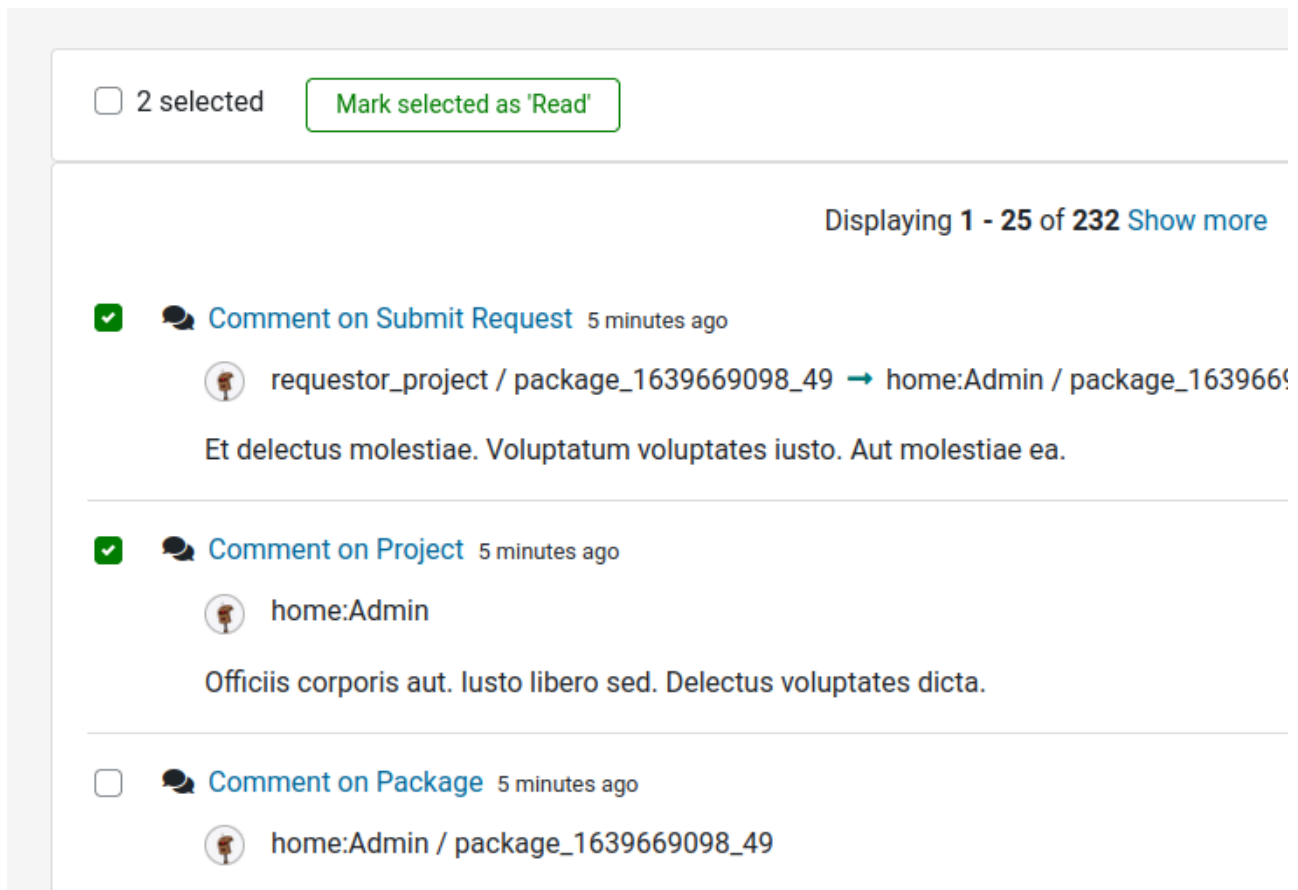 2 selected Mark selected as 'Read'
Displaying 1 - 25 of 232 Show more
Comment on Submit Request 5 minutes ago
requestor_project / package_1639669098_49 → home:Admin / package_163966
Et delectus molestiae. Voluptatum voluptates iusto. Aut molestiae ea.
Comment on Project 5 minutes ago
home:Admin
Officiis corporis aut. Iusto libero sed. Delectus voluptates dicta.
Comment on Package 5 minutes ago
home:Admin / package_1639669098_49